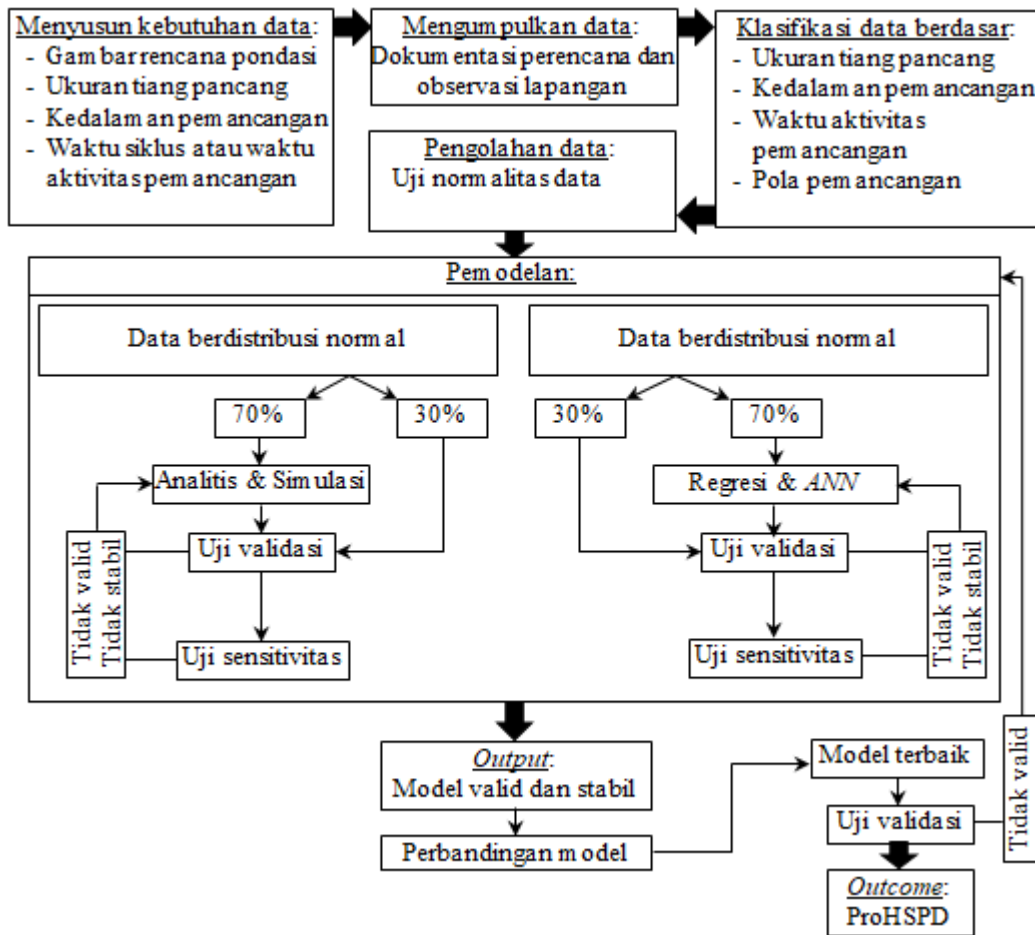 Menyusun kebutuhan data:
- Gambar rencana pondasi
- Ukuran tiang pancang
- Kedalaman pemancangan
- Waktu siklus atau waktu
aktivitas pemancangan
Mengumpulkan data:
Dokumentasi perencana dan
observasi lapangan
Klasifikasi data berdasar:
- Ukuran tiang pancang
- Kedalaman pemancangan
- Waktu aktivitas
pemancangan
- Pola pemancangan
Pengolahan data:
Uji normalitas data
Pemodelan:
Data berdistribusi normal
Data berdistribusi normal
70%
30%
30%
70%
Analitis & Simulasi
Regresi & ANN
Uji validasi
Uji validasi
Tidak valid
Tidak stabil
Tidak valid
Tidak stabil
Uji sensitivitas
Uji sensitivitas
Output:
Model valid dan stabil
Perbandingan model
Model terbaik
Uji validasi
Tidak valid
Outcome:
ProHSPD